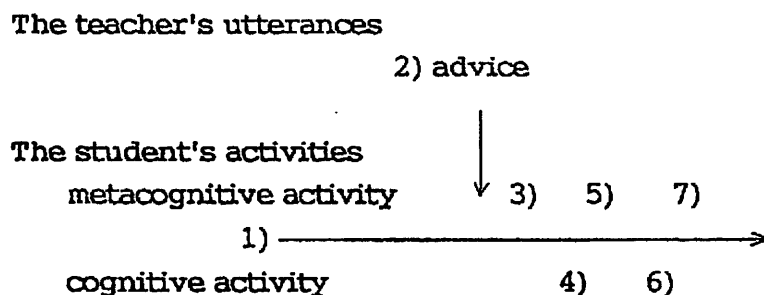 The teacher's utterances
2) advice
The student's activities
metacognitive activity 3) 5) 7)
1)
cognitive activity 4) 6)